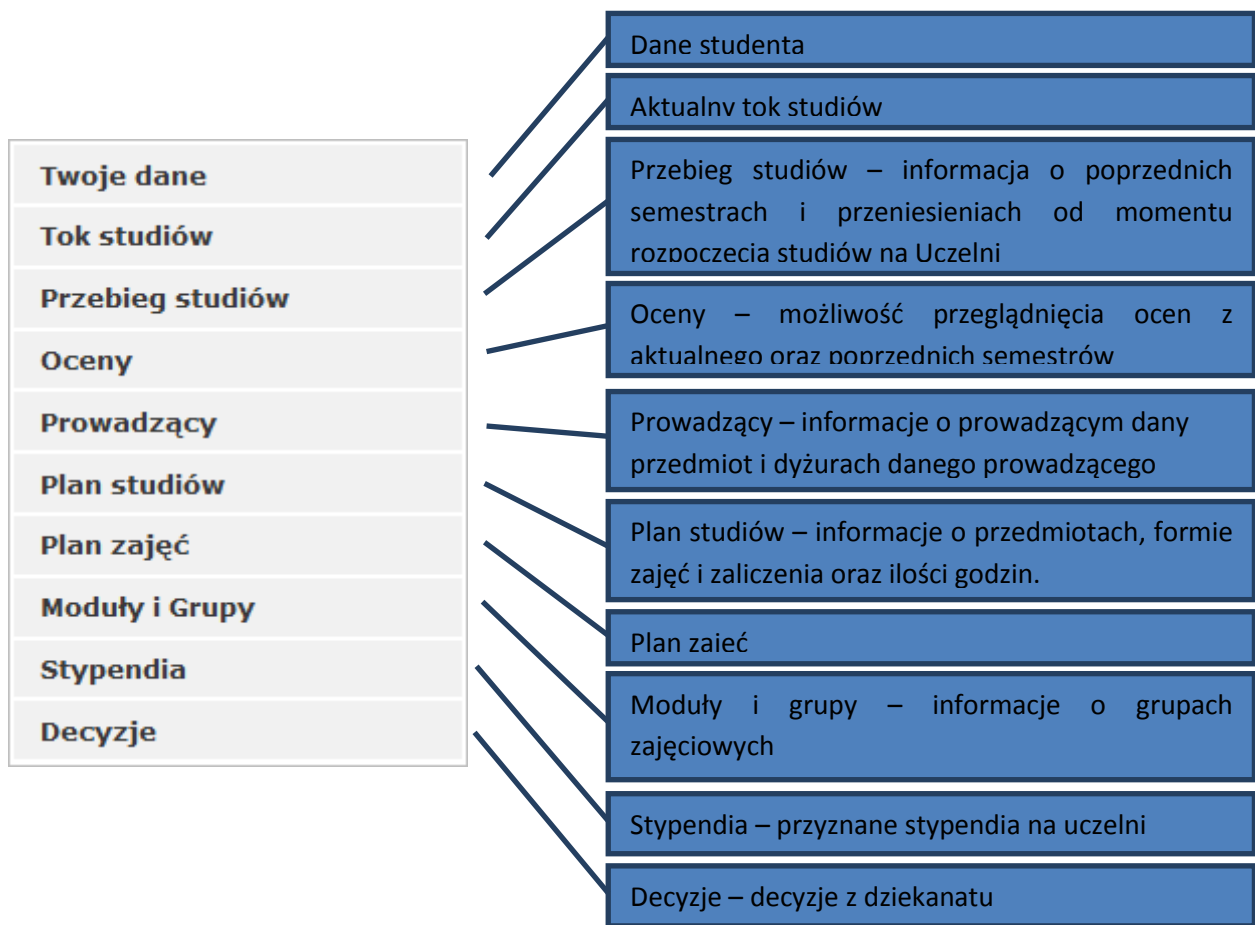 Twoje dane
Tok studiów
Przebieg studiów
Oceny
Prowadzący
Plan studiów
Plan zajęć
Moduły i Grupy
Stypendia
Decyzje
Dane studenta
Aktualny tok studiów
Przebieg studiów – informacja o poprzednich
semestrach i przeniesieniach od momentu
rozpoczęcia studiów na Uczelni
Oceny – możliwość przeglądnięcia ocen z
aktualnego oraz poprzednich semestrów
Prowadzący – informacje o prowadzącym dany
przedmiot i dyżurach danego prowadzącego
Plan studiów – informacje o przedmiotach, formie
zajęć i zaliczenia oraz ilości godzin.
Plan zajęć
Moduły i grupy – informacje o grupach
zajęciowych
Stypendia – przyznane stypendia na uczelni
Decyzje – decyzje z dziekanatu